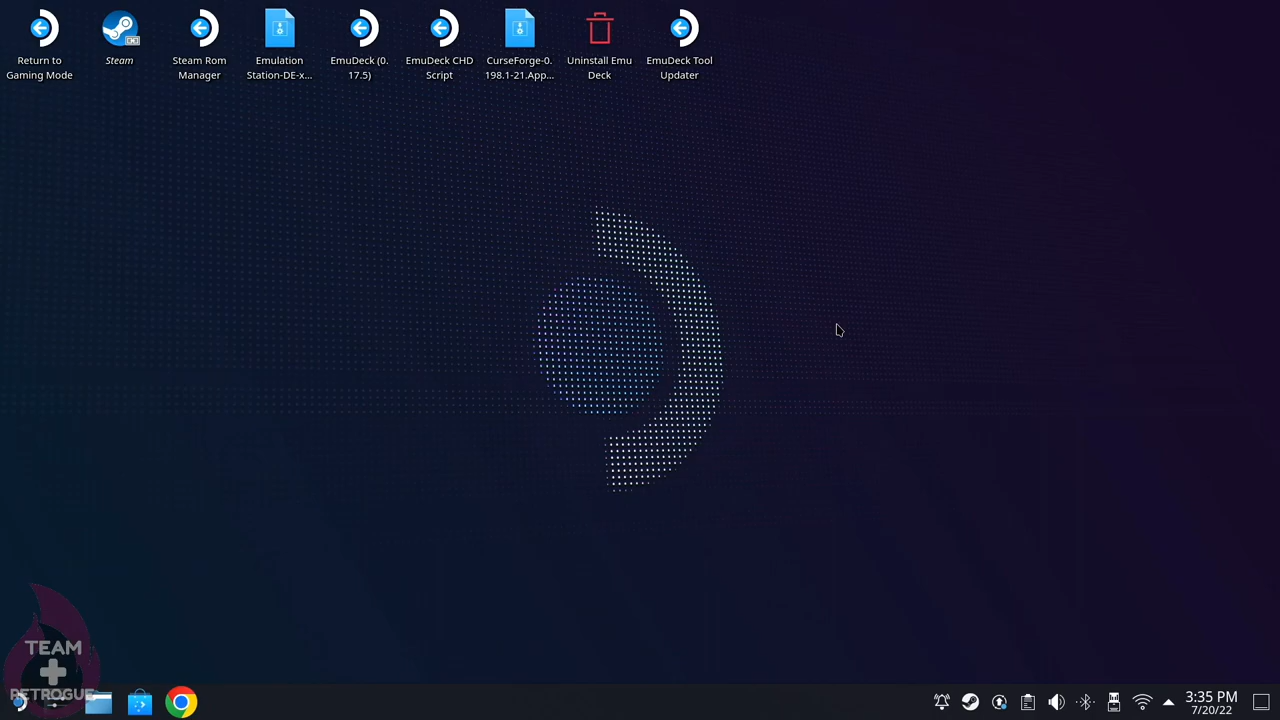 Return to
Gaming Mode
Steam
Steam Rom
Manager
Emulation
Station-DE-x...
EmuDeck (0.
17.5)
EmuDeck CHD
Script
CurseForge-0.
198.1-21.App...
Uninstall Emu
Deck
EmuDeck Tool
Updater
TEAM
RETROGUE
3:35 PM
7/20/22